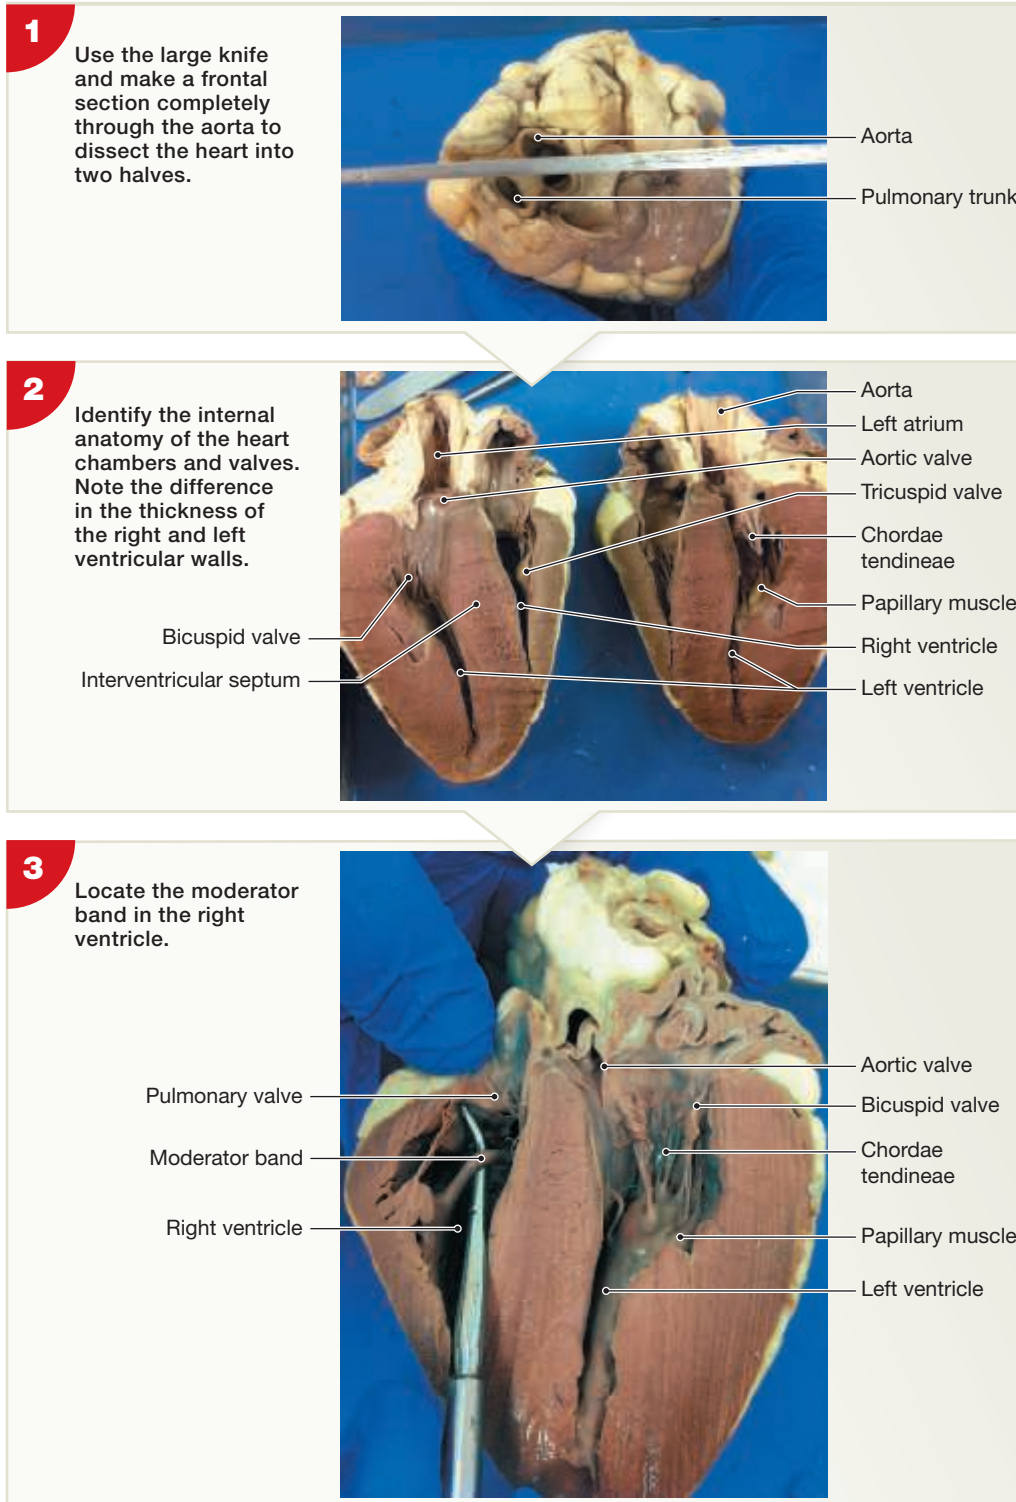 1
Use the large knife
and make a frontal
section completely
through the aorta to
dissect the heart into
two halves.
Aorta
Pulmonary trunk
2
Identify the internal
anatomy of the heart
chambers and valves.
Note the difference
in the thickness of
the right and left
ventricular walls.
Bicuspid valve
Interventricular septum
Aorta
Left atrium
Aortic valve
Tricuspid valve
Chordae
tendineae
Papillary muscle
Right ventricle
Left ventricle
3
Locate the moderator
band in the right
ventricle.
Pulmonary valve
Moderator band
Right ventricle
Aortic valve
Bicuspid valve
Chordae
tendineae
Papillary muscle
Left ventricle